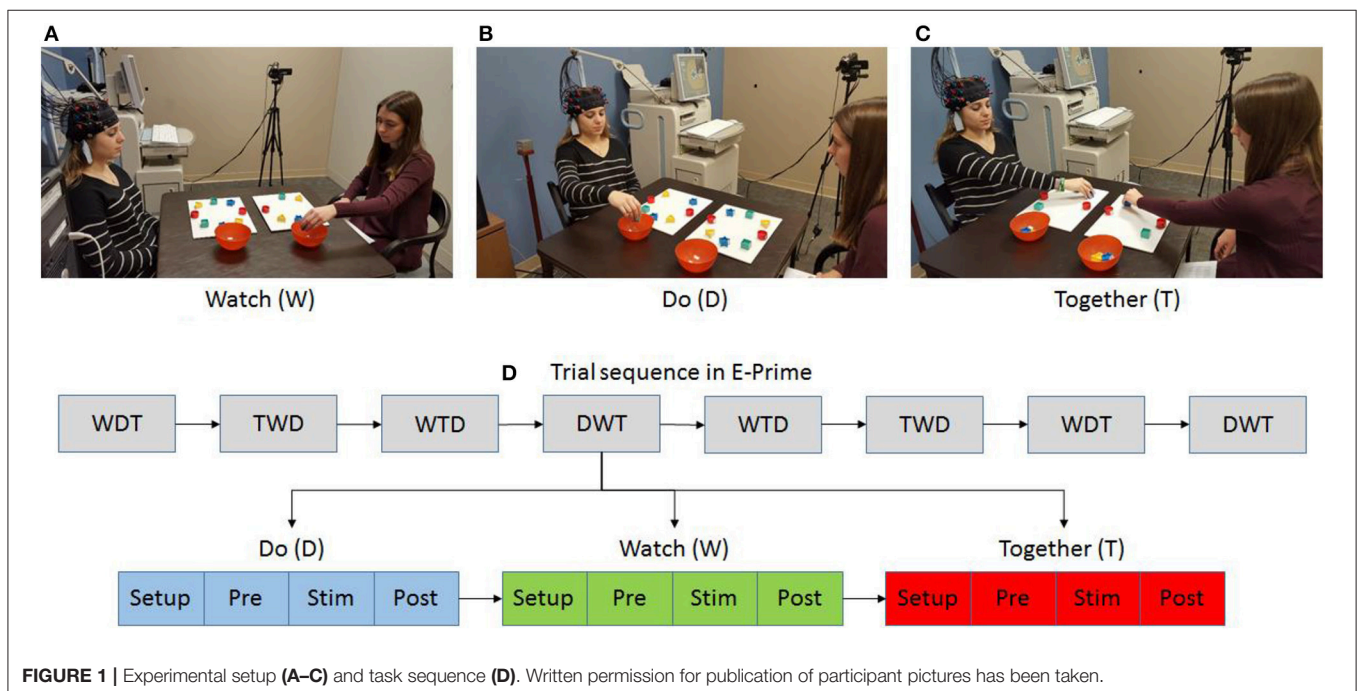 A B C
Watch (W) Do (D) Together (T)
D Trial sequence in E-Prime
WDT TWD WTD DWT WTD TWD WDT DWT
Do (D) Watch (W) Together (T)
Setup Pre Stim Post Setup Pre Stim Post Setup Pre Stim Post
FIGURE 1 | Experimental setup (A–C) and task sequence (D). Written permission for publication of participant pictures has been taken.